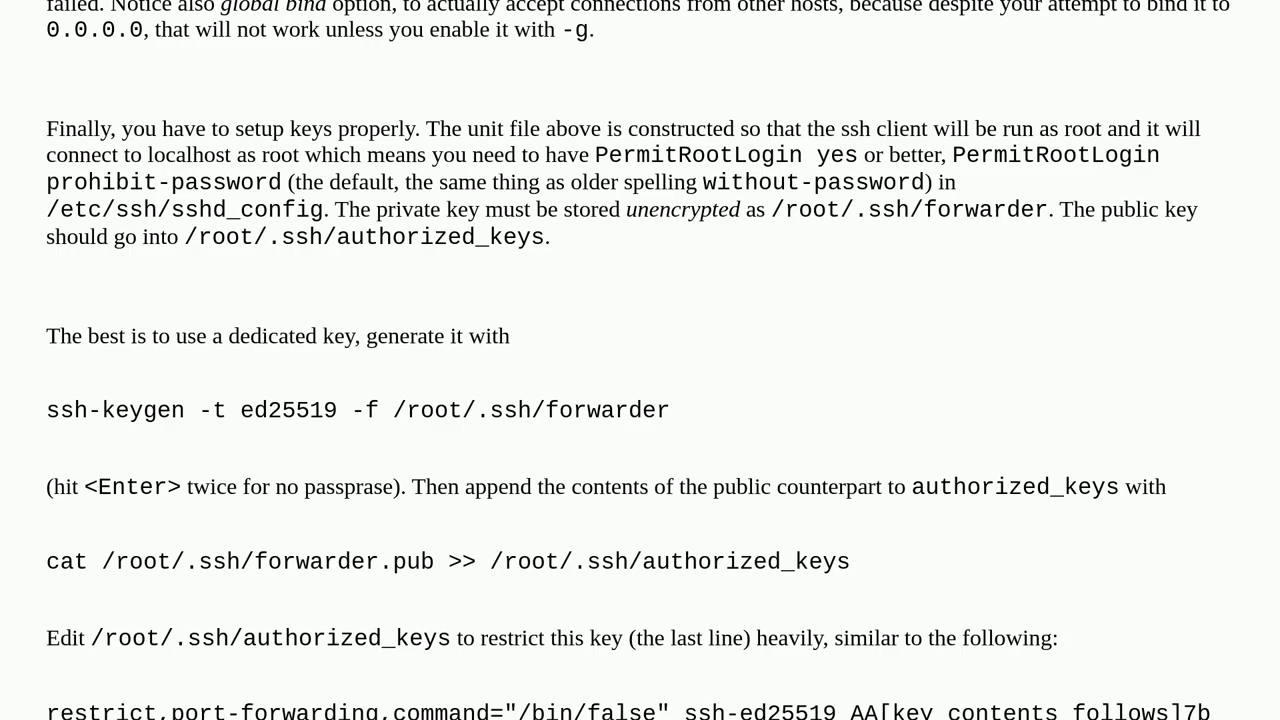 failed. Notice also global bind option, to actually accept connections from other hosts, because despite your attempt to bind it to
0.0.0.0, that will not work unless you enable it with -g.
Finally, you have to setup keys properly. The unit file above is constructed so that the ssh client will be run as root and it will
connect to localhost as root which means you need to have PermitRootLogin yes or better, PermitRootLogin
prohibit-password (the default, the same thing as older spelling without-password) in
/etc/ssh/sshd_config. The private key must be stored unencrypted as /root/.ssh/forwarder. The public key
should go into /root/.ssh/authorized_keys.
The best is to use a dedicated key, generate it with
ssh-keygen -t ed25519 -f /root/.ssh/forwarder
(hit <Enter> twice for no passprase). Then append the contents of the public counterpart to authorized_keys with
cat /root/.ssh/forwarder.pub >> /root/.ssh/authorized_keys
Edit /root/.ssh/authorized_keys to restrict this key (the last line) heavily, similar to the following:
restrict,port-forwarding,command="/bin/false" ssh-ed25519 AA[key contents follows]7b